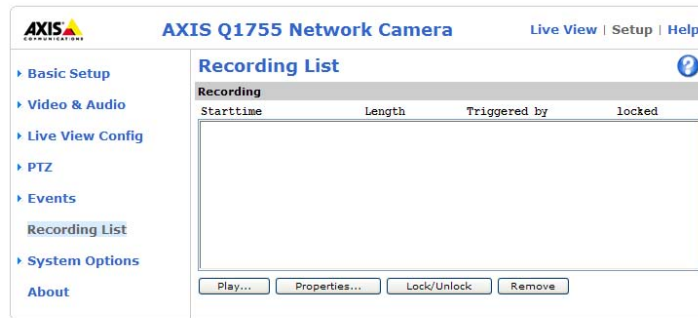 AXIS
COMMUNICATIONS
AXIS Q1755 Network Camera
Live View | Setup | Help
Basic Setup
Video & Audio
Live View Config
PTZ
Events
Recording List
System Options
About
Recording List
?
Recording
Starttime Length Triggered by locked
Play... Properties... Lock/Unlock Remove